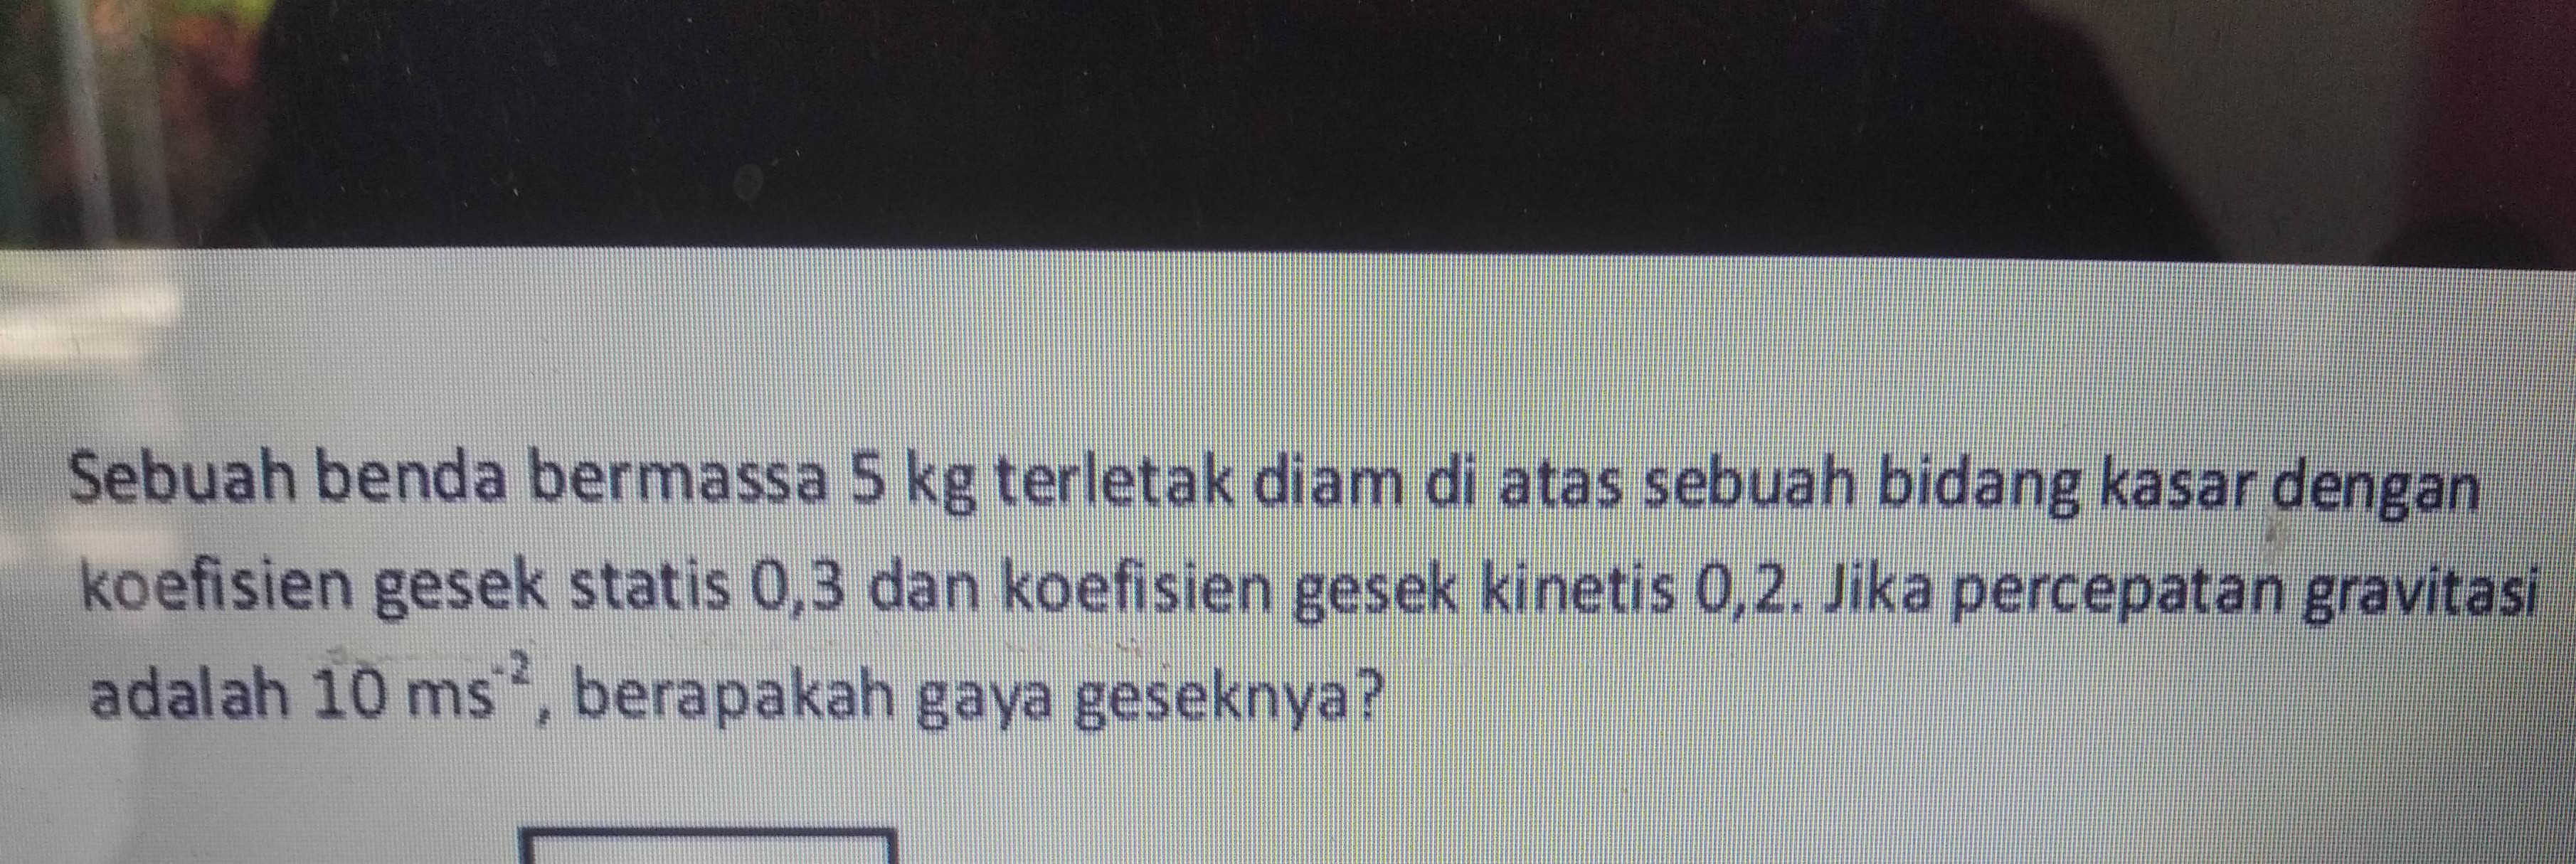 Sebuah benda bermassa 5 kg terletak diam di atas sebuah bidang kasar dengan
koefisien gesek statis 0,3 dan koefisien gesek kinetis 0,2. Jika percepatan gravitasi
adalah 10 ms⁻², berapakah gaya geseknya?